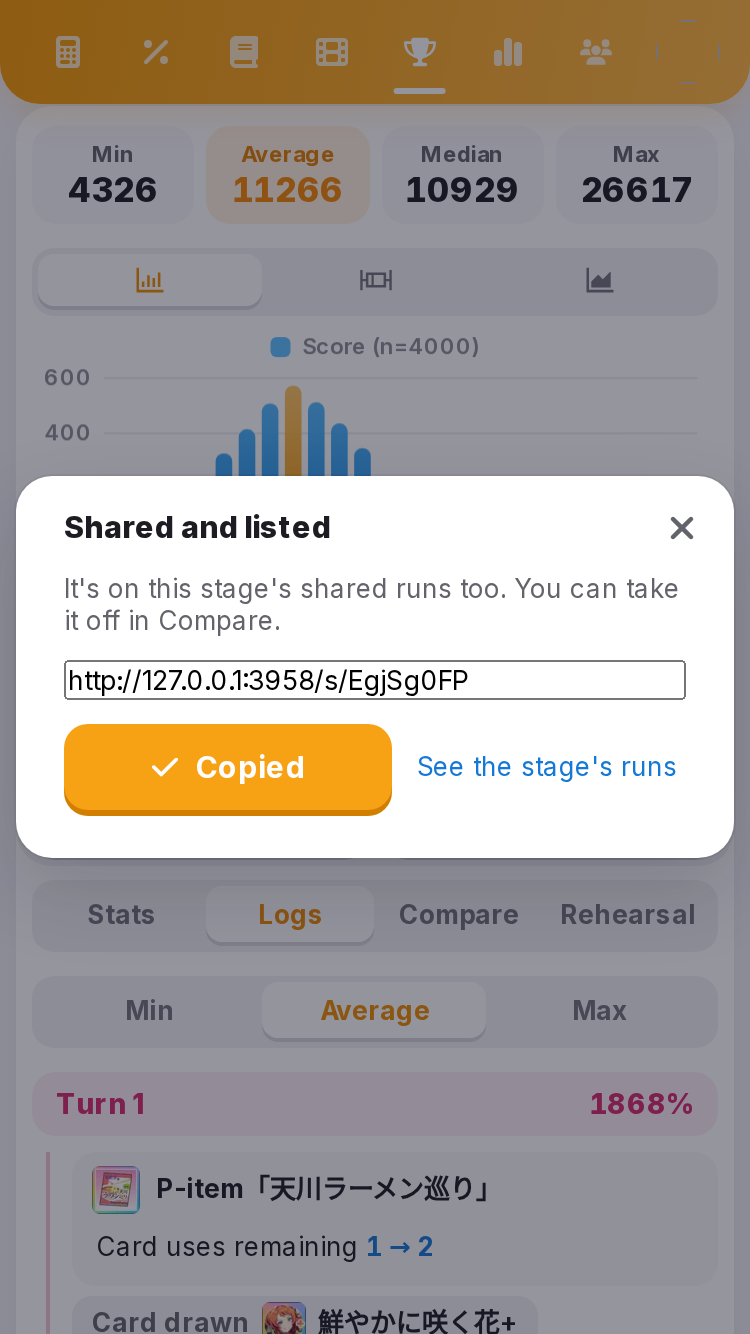 Min
Average
Median
Max
4326
11266
10929
26617
Score (n=4000)
600
400
Shared and listed
It's on this stage's shared runs too. You can take
it off in Compare.
http://127.0.0.1:3958/s/EgjSg0FP
Copied
See the stage's runs
Stats
Logs
Compare
Rehearsal
Min
Average
Max
Turn 1
1868%
P-item「天川ラーメン巡り」
Card uses remaining 1 → 2
Card drawn 鮮やかに咲く花+